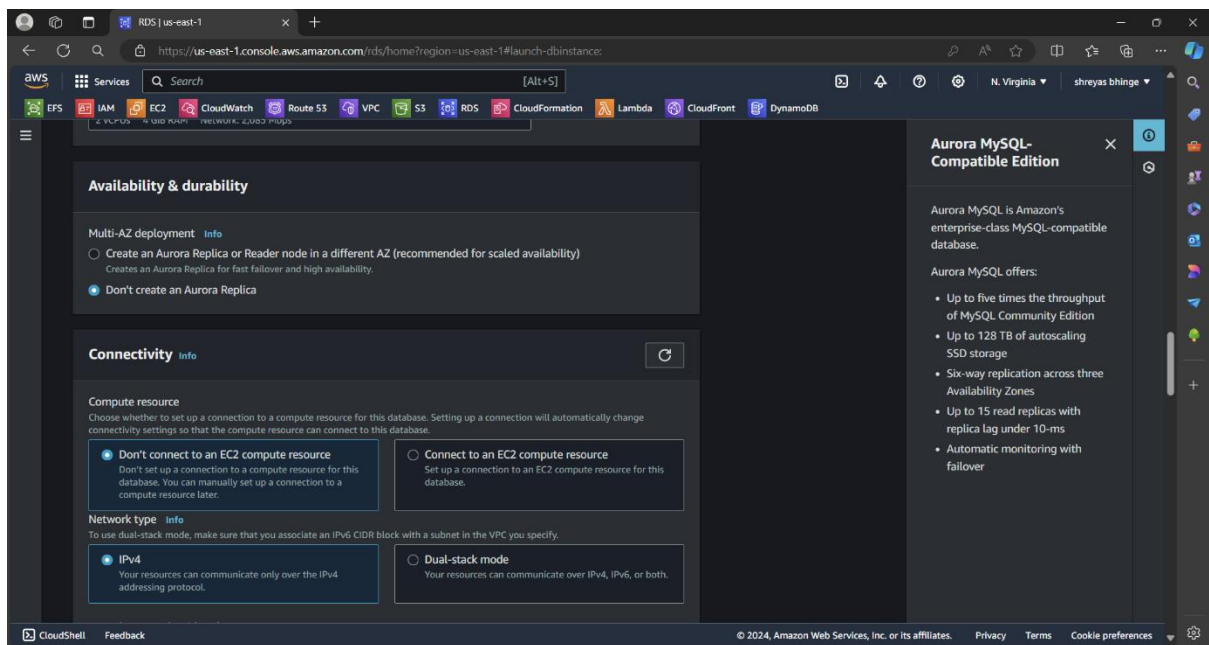 RDS | us-east-1
https://us-east-1.console.aws.amazon.com/rds/home?region=us-east-1#launch-dbinstance:
aws
Services
Search
[Alt+S]
N. Virginia
shreyas bhinge
EFS
IAM
EC2
CloudWatch
Route 53
VPC
S3
RDS
CloudFormation
Lambda
CloudFront
DynamoDB
2 vCPUs 4 GiB RAM Network: 2,085 Mbps
Availability & durability
Multi-AZ deployment Info
Create an Aurora Replica or Reader node in a different AZ (recommended for scaled availability)
Creates an Aurora Replica for fast failover and high availability.
Don't create an Aurora Replica
Connectivity Info
Compute resource
Choose whether to set up a connection to a compute resource for this database. Setting up a connection will automatically change
connectivity settings so that the compute resource can connect to this database.
Don't connect to an EC2 compute resource
Don't set up a connection to a compute resource for this
database. You can manually set up a connection to a
compute resource later.
Connect to an EC2 compute resource
Set up a connection to an EC2 compute resource for this
database.
Network type Info
To use dual-stack mode, make sure that you associate an IPv6 CIDR block with a subnet in the VPC you specify.
IPv4
Your resources can communicate only over the IPv4
addressing protocol.
Dual-stack mode
Your resources can communicate over IPv4, IPv6, or both.
Aurora MySQL-
Compatible Edition
Aurora MySQL is Amazon's
enterprise-class MySQL-compatible
database.
Aurora MySQL offers:
• Up to five times the throughput
of MySQL Community Edition
• Up to 128 TB of autoscaling
SSD storage
• Six-way replication across three
Availability Zones
• Up to 15 read replicas with
replica lag under 10-ms
• Automatic monitoring with
failover
CloudShell
Feedback
© 2024, Amazon Web Services, Inc. or its affiliates.
Privacy
Terms
Cookie preferences